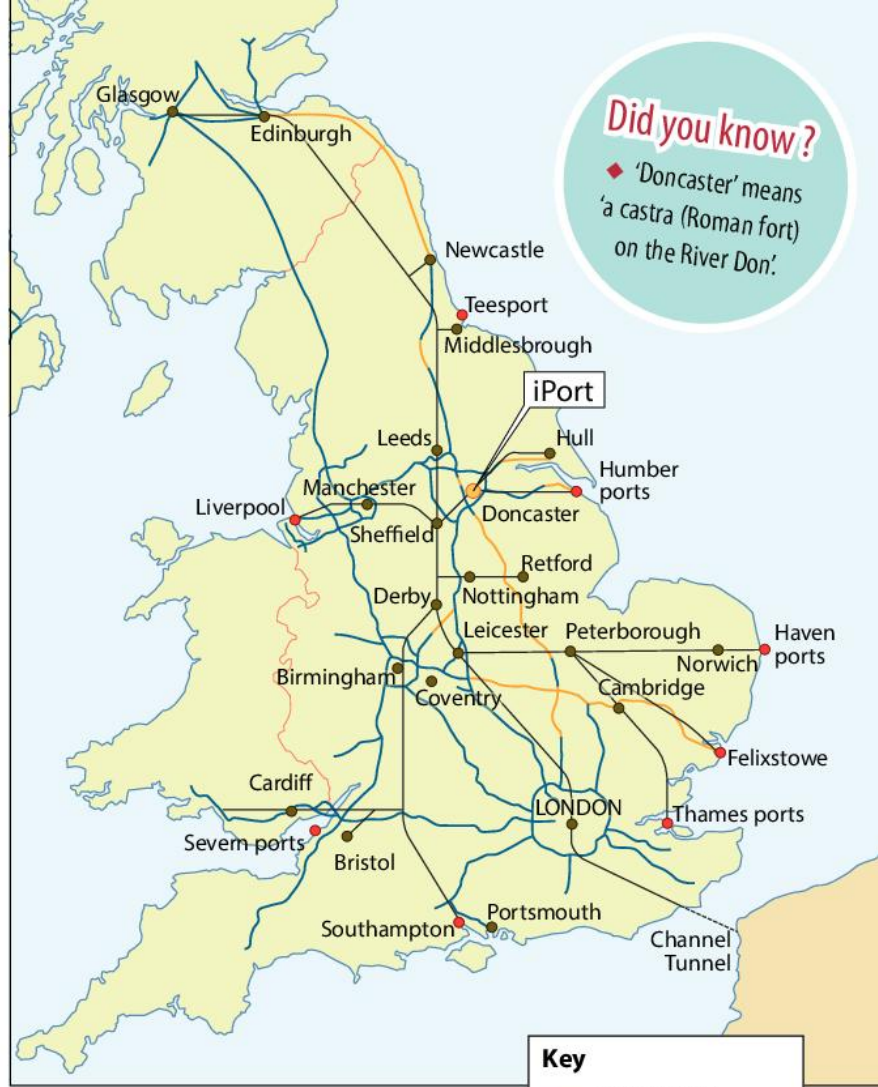 Glasgow
Edinburgh
Did you know?
◆ 'Doncaster' means
'a castra (Roman fort)
on the River Don'.
Newcastle
Teesport
Middlesbrough
iPort
Leeds
Hull
Humber
ports
Manchester
Liverpool
Doncaster
Sheffield
Retford
Nottingham
Derby
Leicester
Peterborough
Haven
ports
Norwich
Birmingham
Coventry
Cambridge
Felixstowe
Cardiff
LONDON
Thames ports
Severn ports
Bristol
Southampton
Portsmouth
Channel
Tunnel
Key